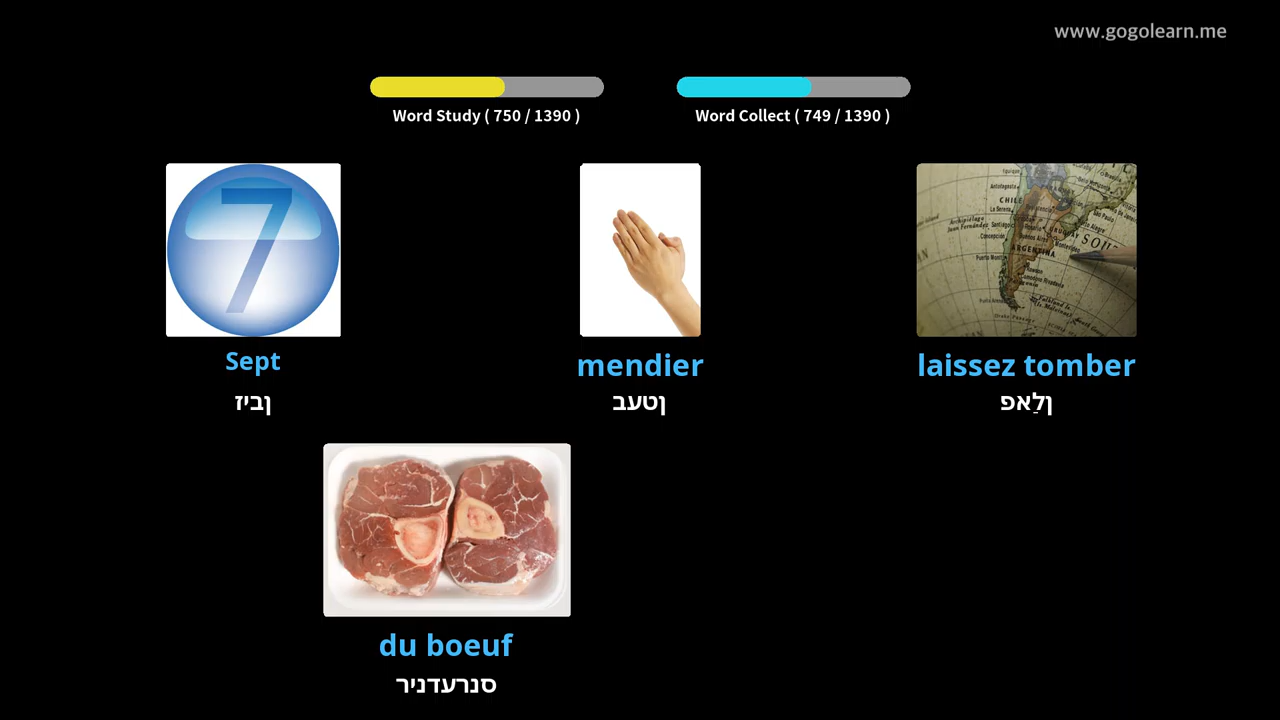 www.gogolearn.me
Word Study ( 750 / 1390 )
Word Collect ( 749 / 1390 )
Sept
זיבן
mendier
בעטן
laissez tomber
פאַלן
du boeuf
רינדערנס